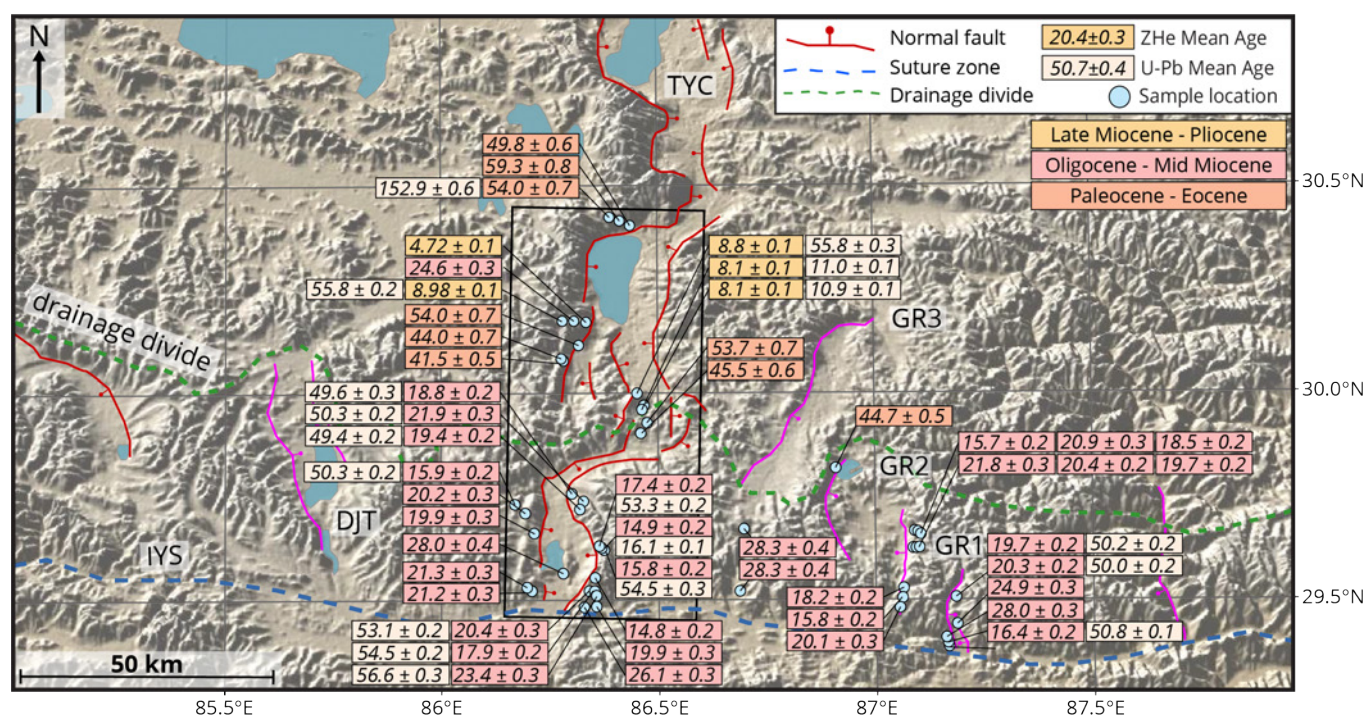 N
TYC
Normal fault
Suture zone
Drainage divide
20.4±0.3 ZHe Mean Age
50.7±0.4 U-Pb Mean Age
Sample location
Late Miocene - Pliocene
Oligocene - Mid Miocene
Paleocene - Eocene
49.8 ± 0.6
59.3 ± 0.8
152.9 ± 0.6 54.0 ± 0.7
30.5°N
4.72 ± 0.1
24.6 ± 0.3
55.8 ± 0.2 8.98 ± 0.1
54.0 ± 0.7
44.0 ± 0.7
41.5 ± 0.5
8.8 ± 0.1 55.8 ± 0.3
8.1 ± 0.1 11.0 ± 0.1
8.1 ± 0.1 10.9 ± 0.1
drainage divide
GR3
53.7 ± 0.7
45.5 ± 0.6
30.0°N
49.6 ± 0.3 18.8 ± 0.2
50.3 ± 0.2 21.9 ± 0.3
49.4 ± 0.2 19.4 ± 0.2
44.7 ± 0.5
15.7 ± 0.2 20.9 ± 0.3 18.5 ± 0.2
21.8 ± 0.3 20.4 ± 0.2 19.7 ± 0.2
GR2
50.3 ± 0.2 15.9 ± 0.2
20.2 ± 0.3
19.9 ± 0.3
28.0 ± 0.4
21.3 ± 0.3
21.2 ± 0.3
DJT
IYS
17.4 ± 0.2
53.3 ± 0.2
14.9 ± 0.2
16.1 ± 0.1
15.8 ± 0.2
54.5 ± 0.3
28.3 ± 0.4
28.3 ± 0.4
GR1
19.7 ± 0.2 50.2 ± 0.2
20.3 ± 0.2 50.0 ± 0.2
24.9 ± 0.3
28.0 ± 0.3
16.4 ± 0.2 50.8 ± 0.1
18.2 ± 0.2
15.8 ± 0.2
20.1 ± 0.3
29.5°N
53.1 ± 0.2 20.4 ± 0.3
54.5 ± 0.2 17.9 ± 0.2
56.6 ± 0.3 23.4 ± 0.3
14.8 ± 0.2
19.9 ± 0.3
26.1 ± 0.3
50 km
85.5°E 86°E 86.5°E 87°E 87.5°E